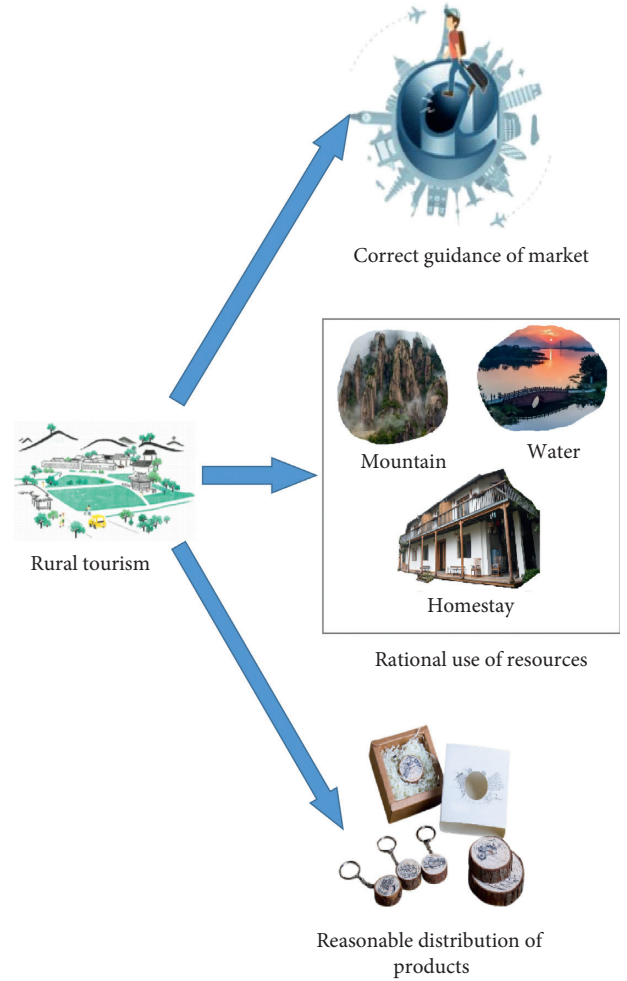 Correct guidance of market
Mountain
Water
Homestay
Rural tourism
Rational use of resources
Reasonable distribution of
products